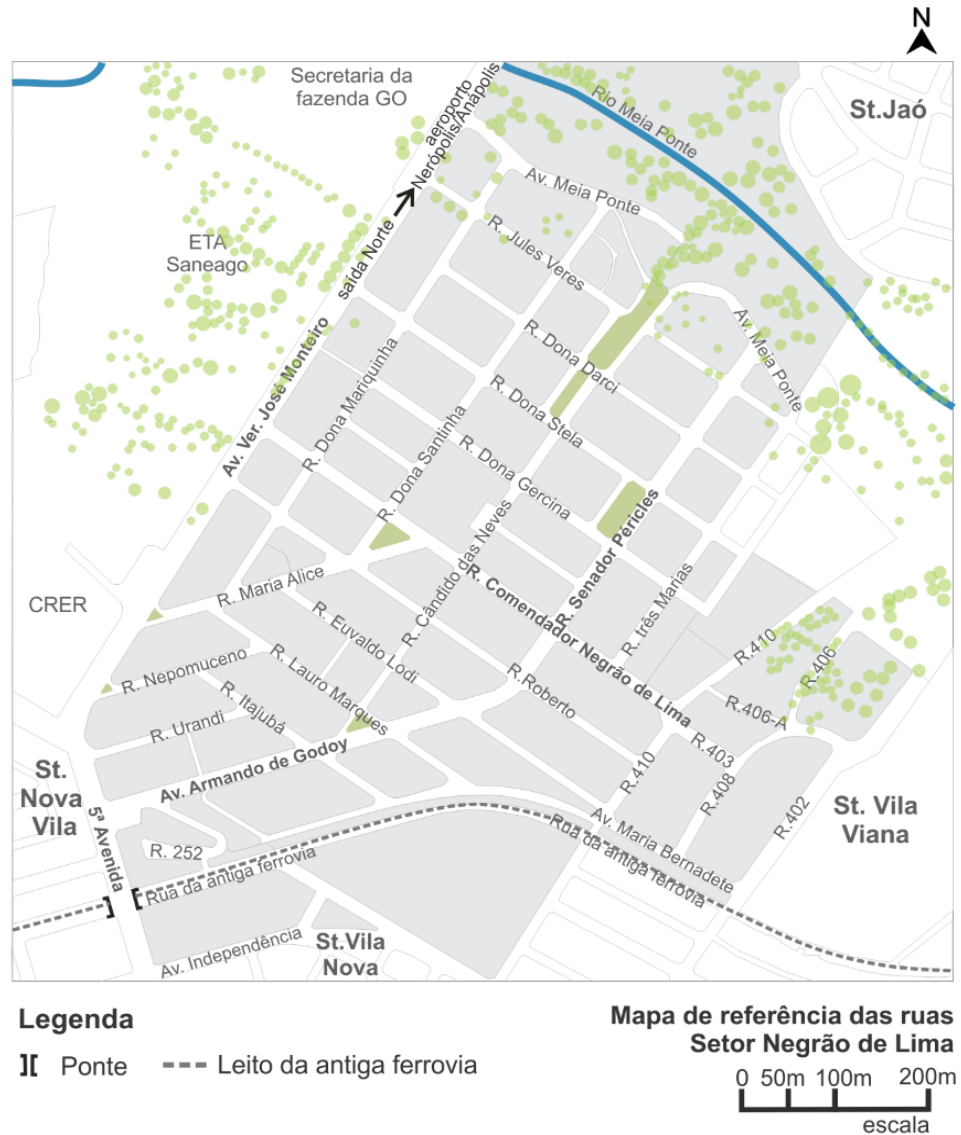 N
Secretaria da
fazenda GO
aeroporto
Nerópolis/Anápolis
Rio Meia Ponte
St.Jaó
Av. Meia Ponte
saída Norte
R. Jules Veres
ETA
Saneago
Av. Meia Ponte
Av. Ver. José Monteiro
R. Dona Darci
R. Dona Mariquinha
R. Dona Stela
R. Dona Santinha
R. Dona Gercina
R. Cândido das Neves
R. Senador Péricles
R. três Marias
R. Comendador Negrão de Lima
CRER
R. Maria Alice
R. Euvaldo Lodi
R.410
R.406
R. Nepomuceno
R. Lauro Marques
R. Itajubá
R.Roberto
R.406-A
R. Urandi
R.403
Av. Armando de Godoy
R.410
R.408
R.402
St.
Nova
Vila
5ª Avenida
St. Vila
Viana
Av. Maria Bernadete
Rua da antiga ferrovia
R. 252
Rua da antiga ferrovia
Av. Independência
St.Vila
Nova
Legenda
Ponte
Leito da antiga ferrovia
Mapa de referência das ruas
Setor Negrão de Lima
0 50m 100m 200m
escala